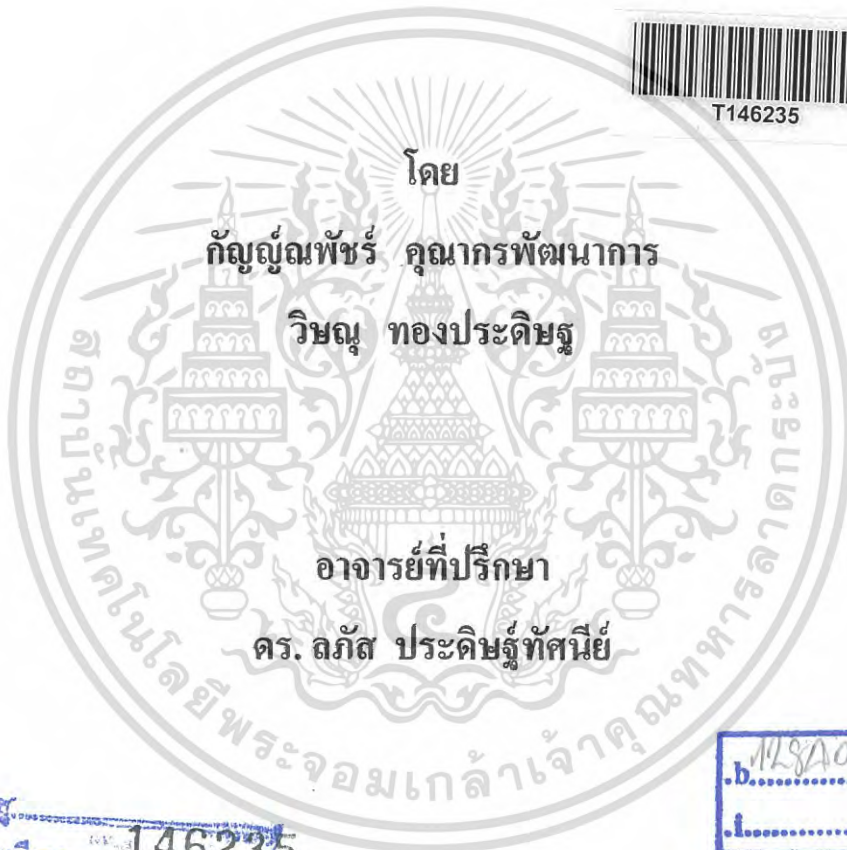 T146235
โดย
กัญญ์ณพัชร์ คุณากรพัฒนาการ
วิษณุ ทองประดิษฐ
อาจารย์ที่ปรึกษา
ดร. ลภัส ประดิษฐ์ทัศนีย์
สถาบันเทคโนโลยีพระจอมเกล้าเจ้าคุณทหารลาดกระบัง
146235
.b.
.i.